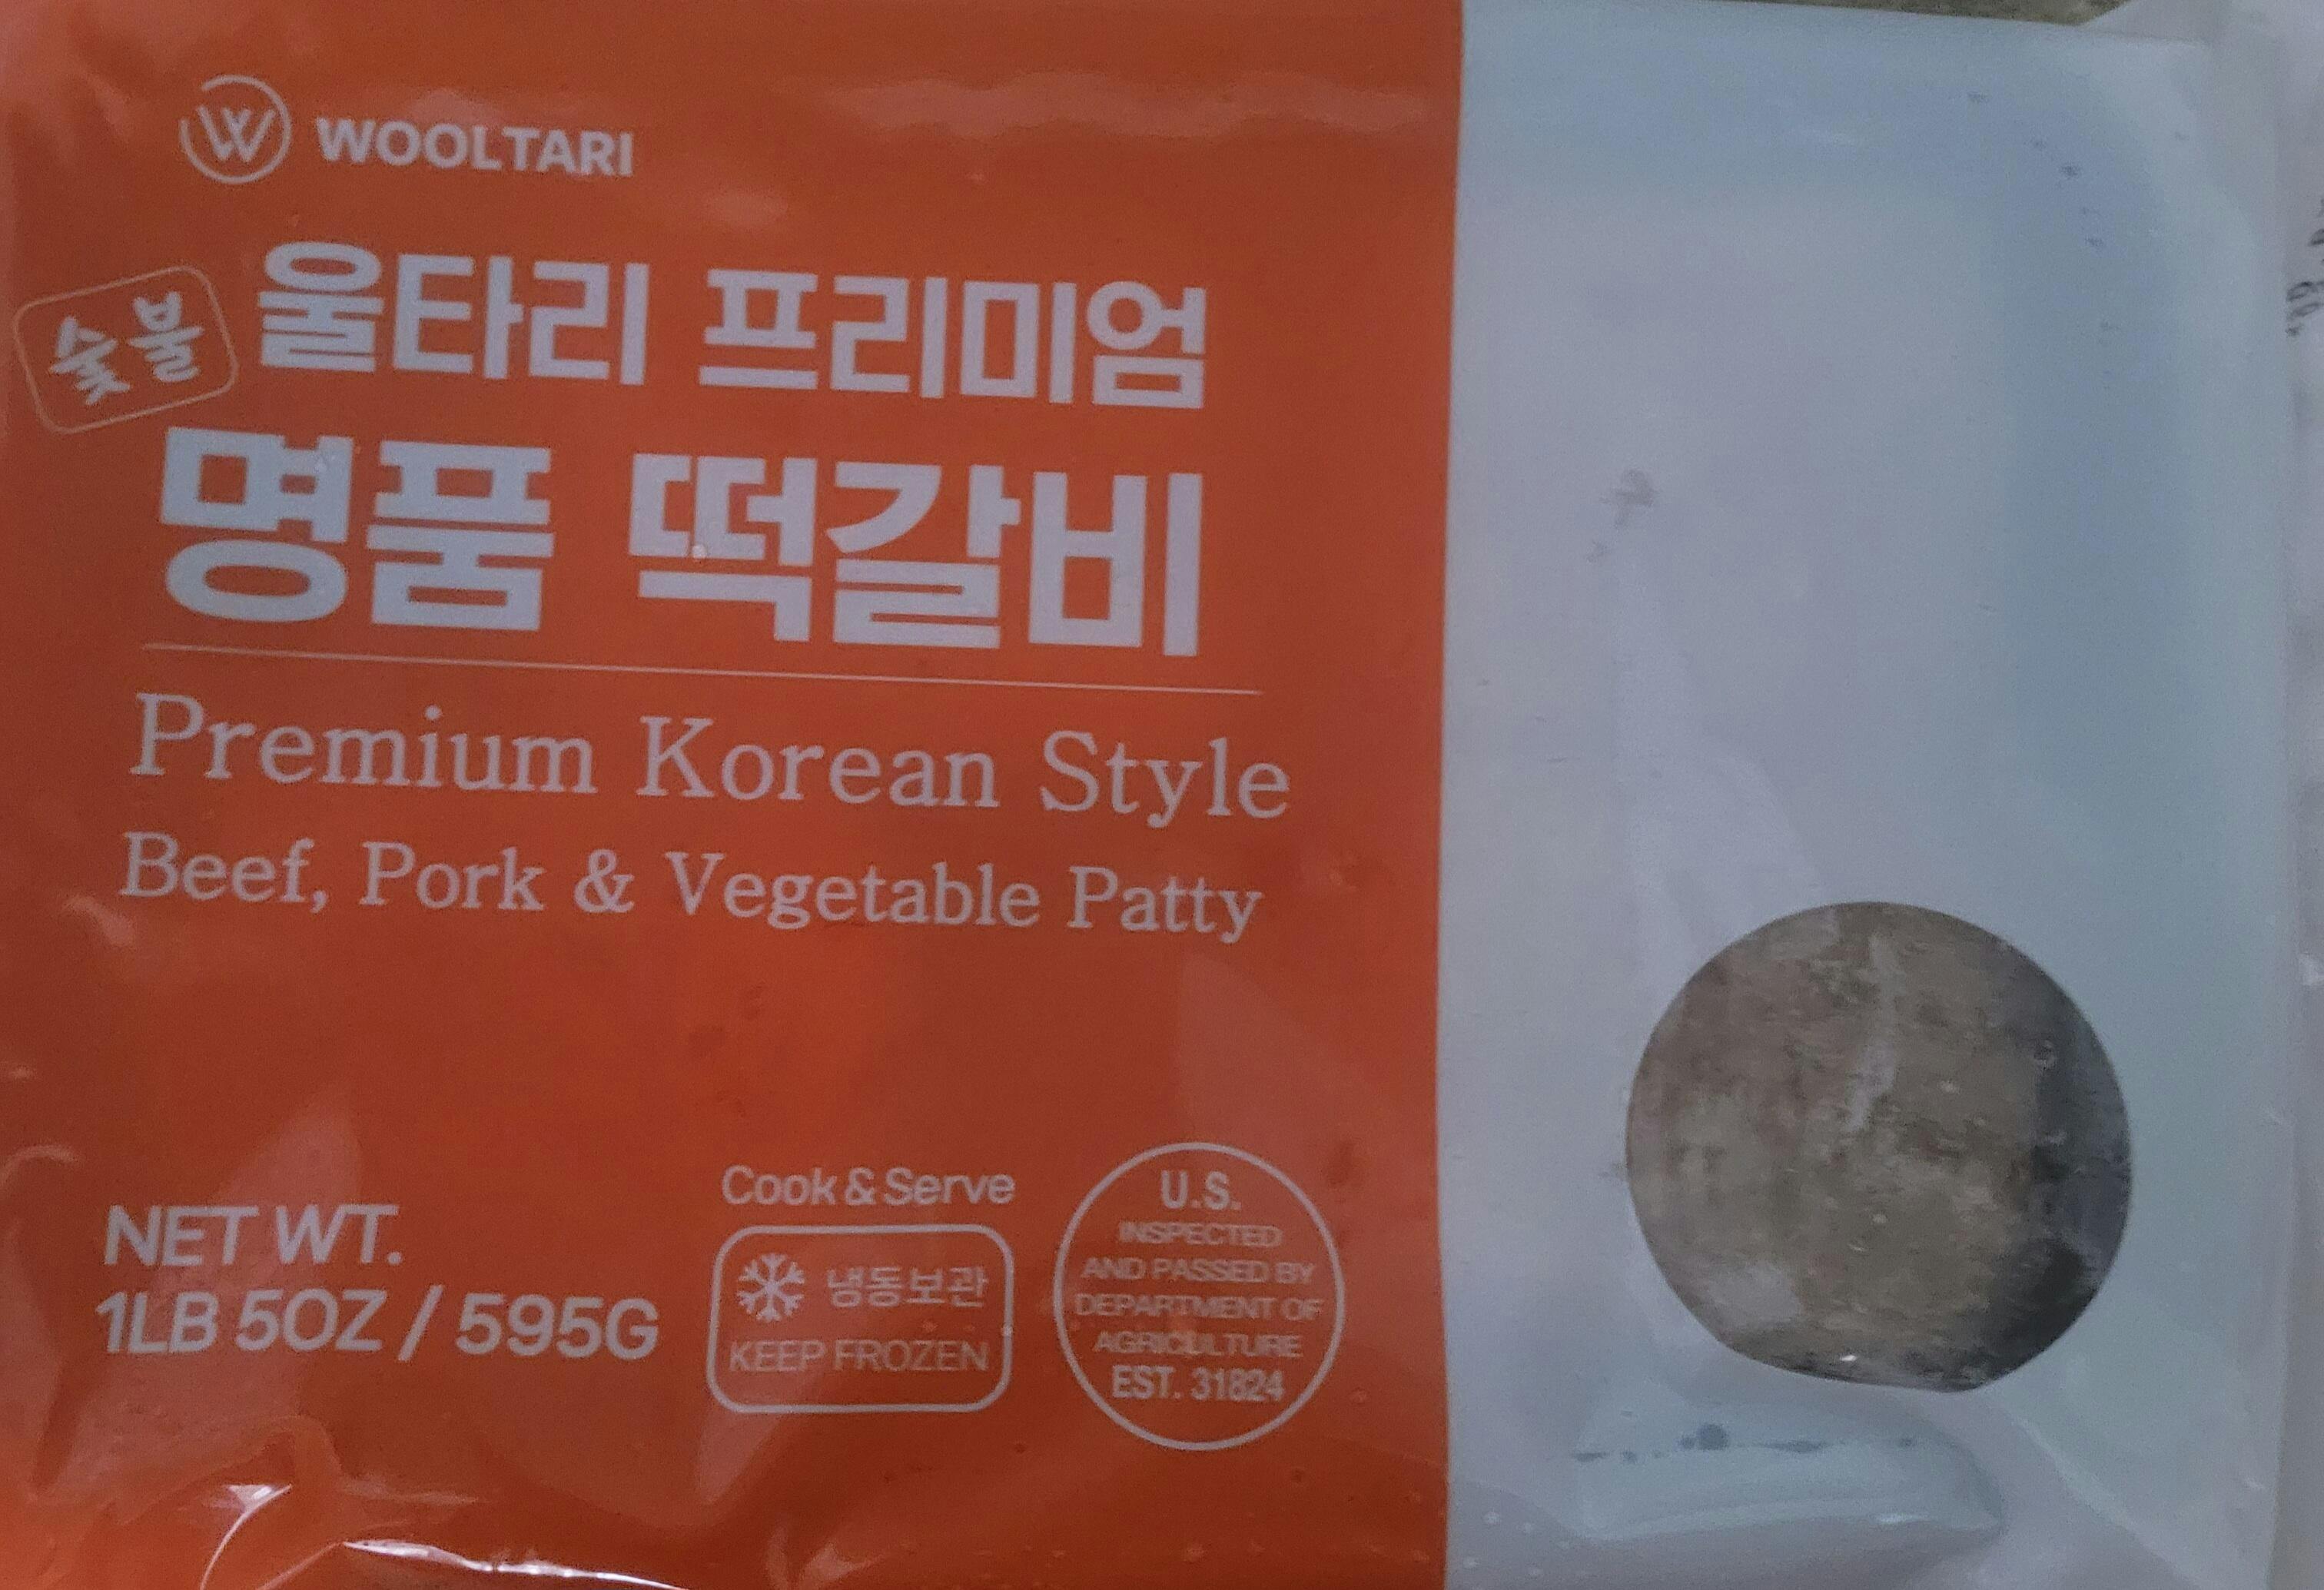 WOOLTARI
숯불
울타리 프리미엄
명품 떡갈비
Premium Korean Style
Beef, Pork & Vegetable Patty
NET WT.
1LB 5OZ / 595G
Cook & Serve
냉동보관
KEEP FROZEN
U.S.
INSPECTED
AND PASSED BY
DEPARTMENT OF
AGRICULTURE
EST. 31824